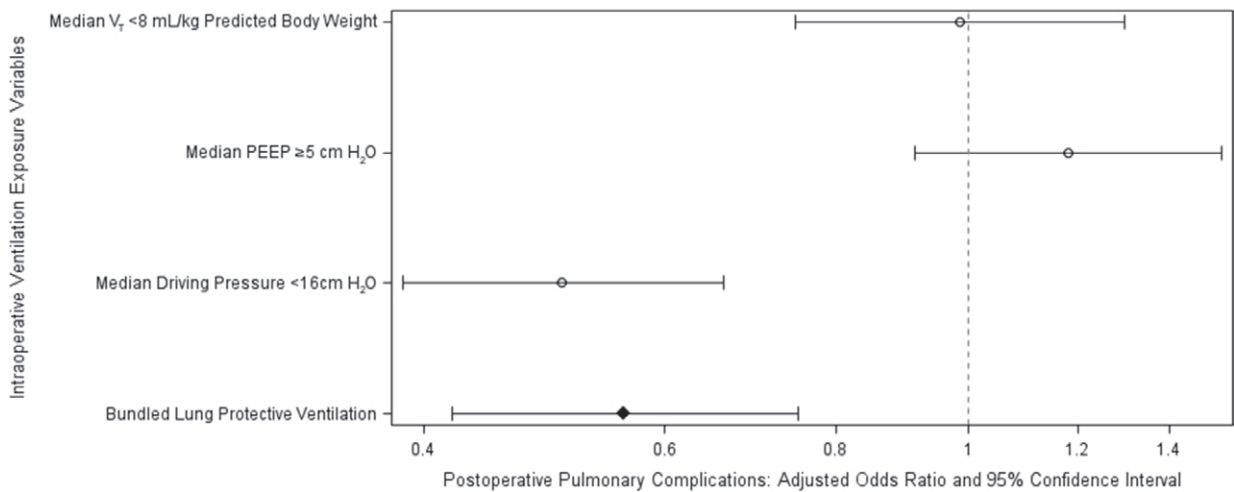 Intraoperative Ventilation Exposure Variables
Median V_T <8 mL/kg Predicted Body Weight
Median PEEP ≥5 cm H₂O
Median Driving Pressure <16cm H₂O
Bundled Lung Protective Ventilation
0.4 0.6 0.8 1 1.2 1.4
Postoperative Pulmonary Complications: Adjusted Odds Ratio and 95% Confidence Interval